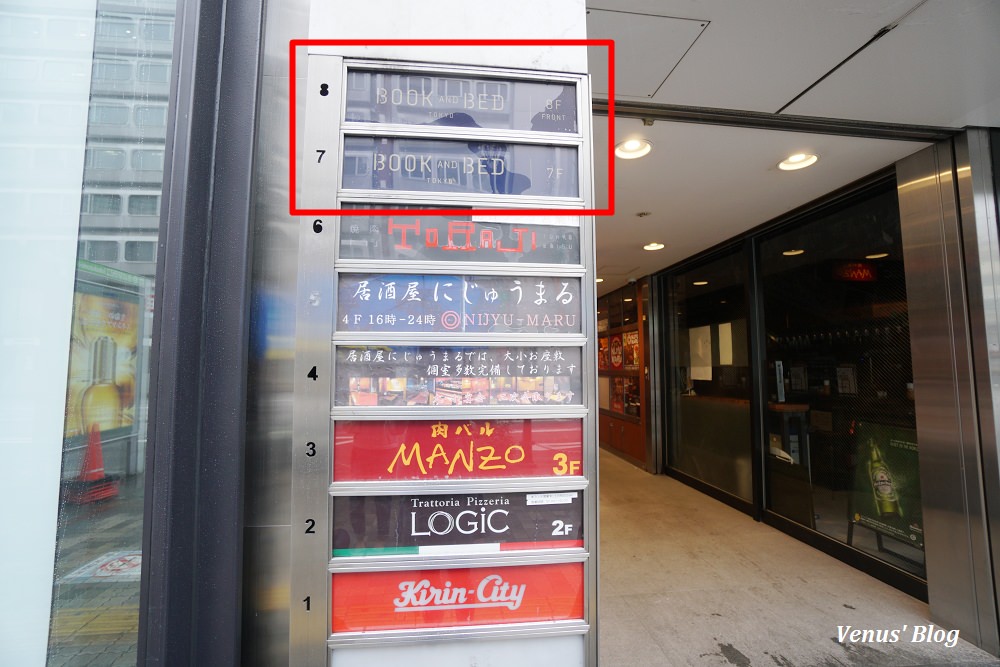 8
BOOK AND BED
TOKYO
8F
FRONT
7
BOOK AND BED
TOKYO
7F
6
TORAJI
5
居酒屋にじゅうまる
4F 16時-24時 NIJYU-MARU
4
居酒屋にじゅうまるでは、大小お座敷
個室多数完備しております
3
肉バル
MANZO 3F
2
Trattoria Pizzeria
LOGiC 2F
1
Kirin-City
Venus' Blog